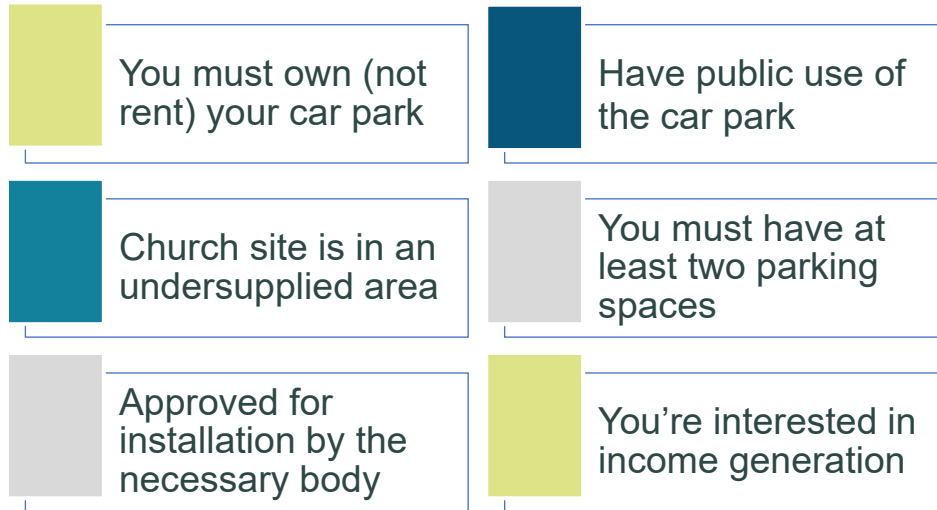 You must own (not
rent) your car park
Have public use of
the car park
Church site is in an
undersupplied area
You must have at
least two parking
spaces
Approved for
installation by the
necessary body
You’re interested in
income generation